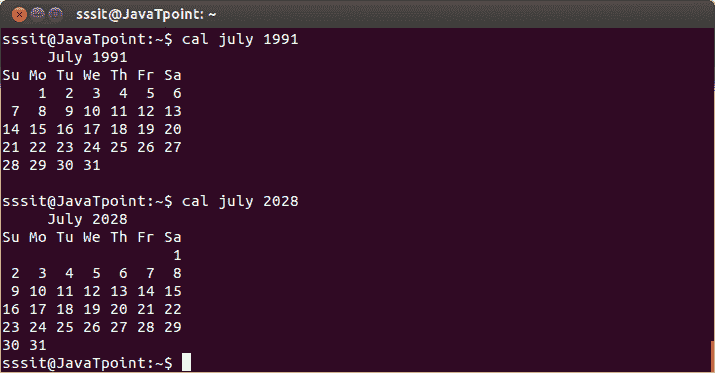 sssit@JavaTpoint: ~
sssit@JavaTpoint:~$ cal july 1991
     July 1991
Su Mo Tu We Th Fr Sa
    1  2  3  4  5  6
 7  8  9 10 11 12 13
14 15 16 17 18 19 20
21 22 23 24 25 26 27
28 29 30 31
sssit@JavaTpoint:~$ cal july 2028
     July 2028
Su Mo Tu We Th Fr Sa
                   1
 2  3  4  5  6  7  8
 9 10 11 12 13 14 15
16 17 18 19 20 21 22
23 24 25 26 27 28 29
30 31
sssit@JavaTpoint:~$